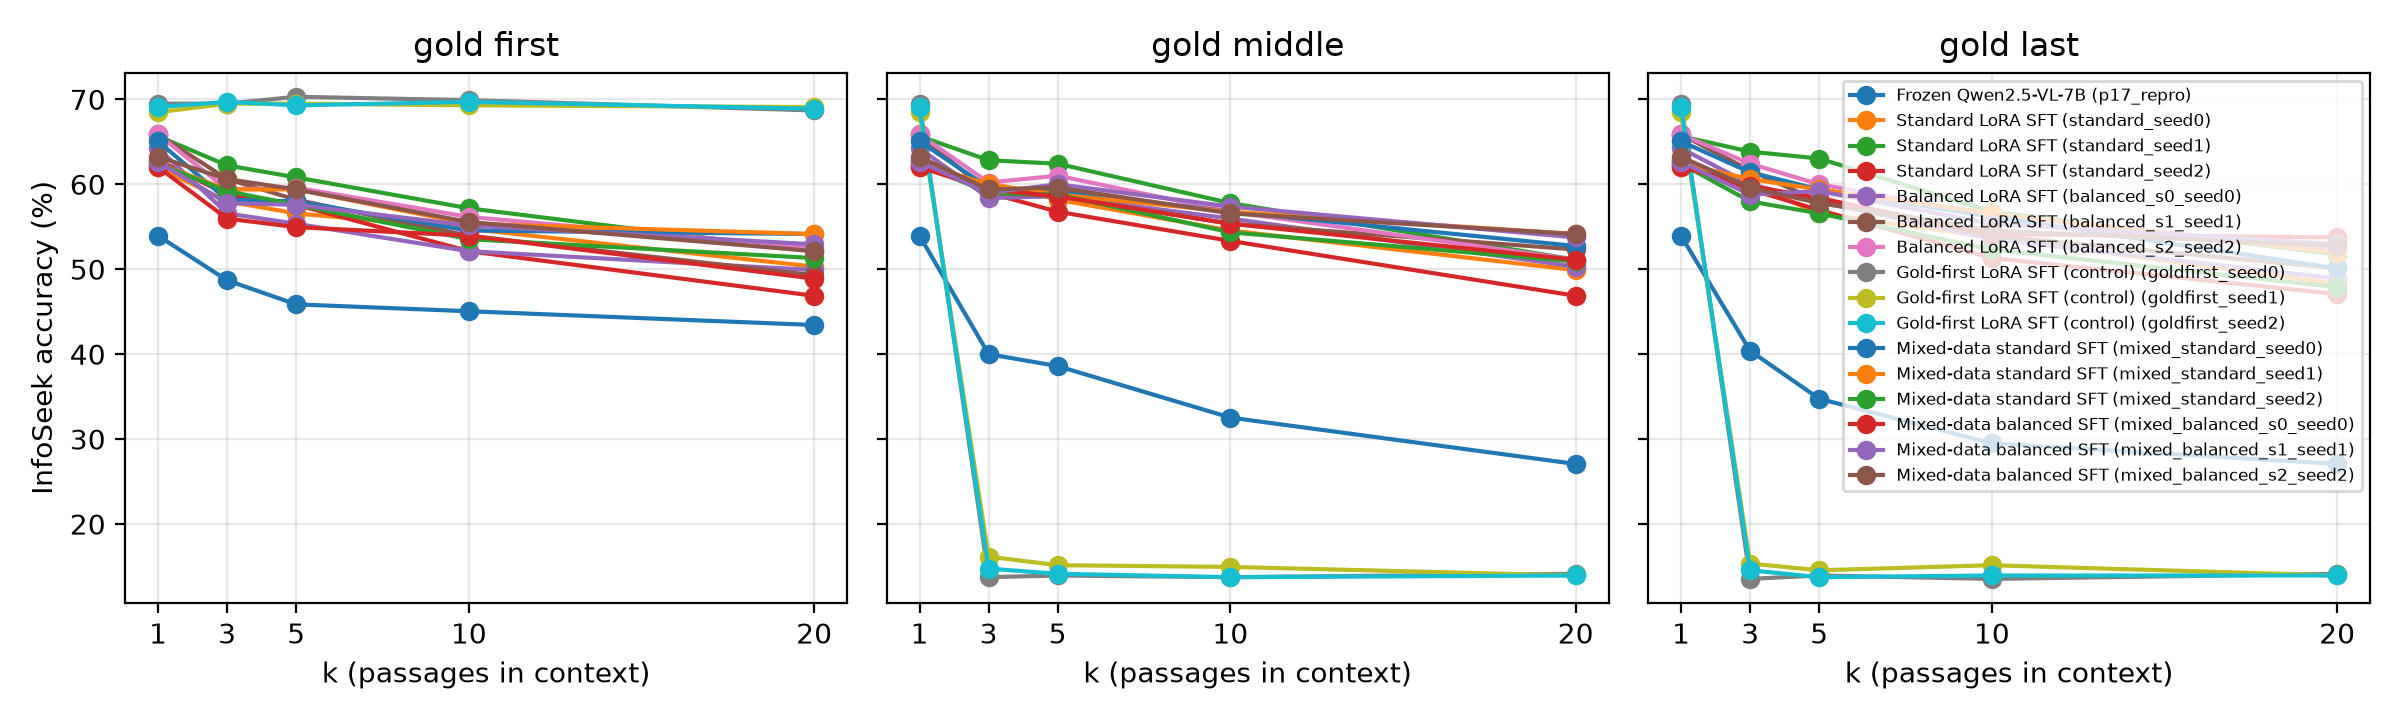 gold first
gold middle
gold last
InfoSeek accuracy (%)
70
60
50
40
30
20
1
3
5
10
20
k (passages in context)
1
3
5
10
20
k (passages in context)
1
3
5
10
20
k (passages in context)
Frozen Qwen2.5-VL-7B (p17_repro)
Standard LoRA SFT (standard_seed0)
Standard LoRA SFT (standard_seed1)
Standard LoRA SFT (standard_seed2)
Balanced LoRA SFT (balanced_s0_seed0)
Balanced LoRA SFT (balanced_s1_seed1)
Balanced LoRA SFT (balanced_s2_seed2)
Gold-first LoRA SFT (control) (goldfirst_seed0)
Gold-first LoRA SFT (control) (goldfirst_seed1)
Gold-first LoRA SFT (control) (goldfirst_seed2)
Mixed-data standard SFT (mixed_standard_seed0)
Mixed-data standard SFT (mixed_standard_seed1)
Mixed-data standard SFT (mixed_standard_seed2)
Mixed-data balanced SFT (mixed_balanced_s0_seed0)
Mixed-data balanced SFT (mixed_balanced_s1_seed1)
Mixed-data balanced SFT (mixed_balanced_s2_seed2)